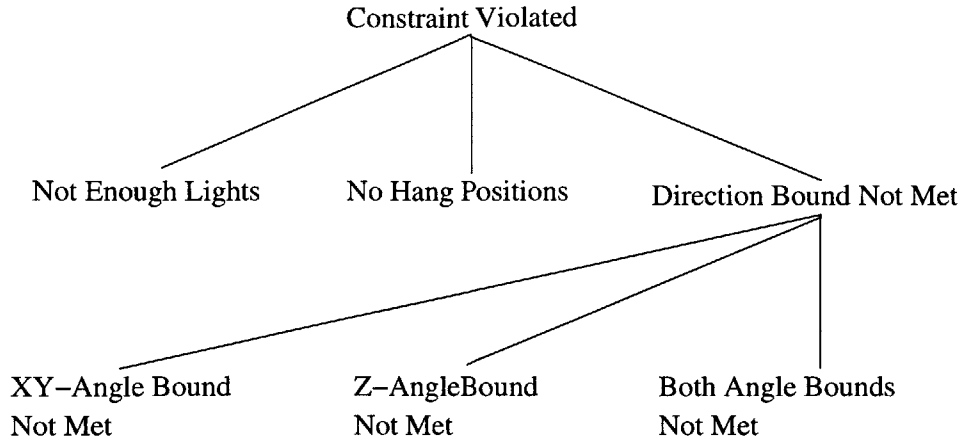 Constraint Violated
Not Enough Lights
No Hang Positions
Direction Bound Not Met
XY−Angle Bound
Not Met
Z−AngleBound
Not Met
Both Angle Bounds
Not Met